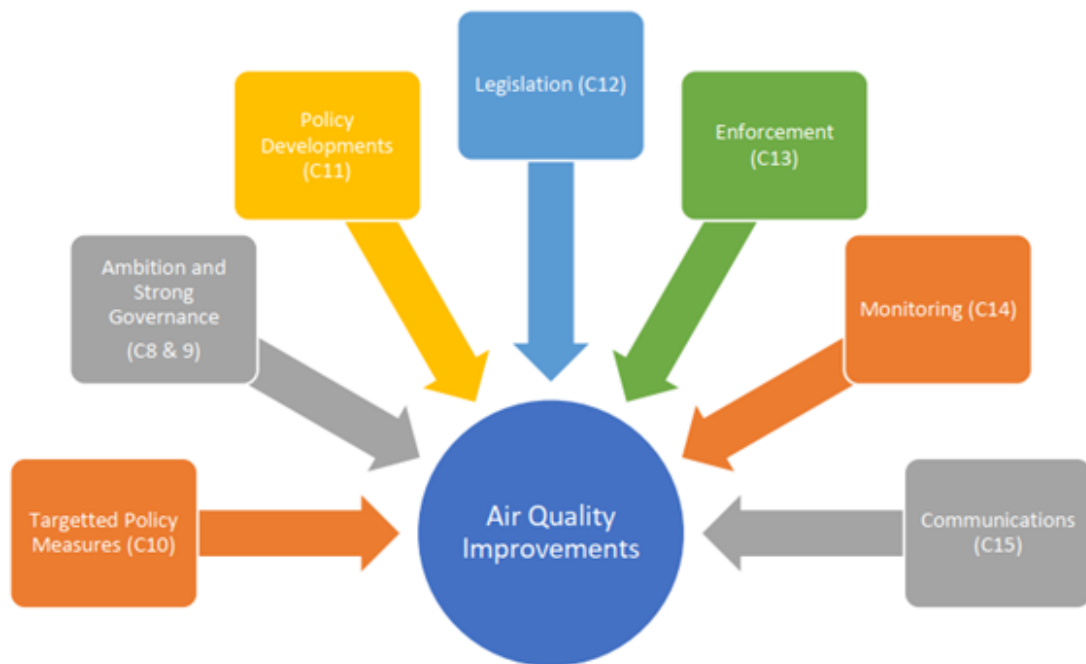 Legislation (C12)
Policy
Developments
(C11)
Enforcement
(C13)
Ambition and
Strong
Governance
(C8 & 9)
Monitoring (C14)
Targetted Policy
Measures (C10)
Air Quality
Improvements
Communications
(C15)